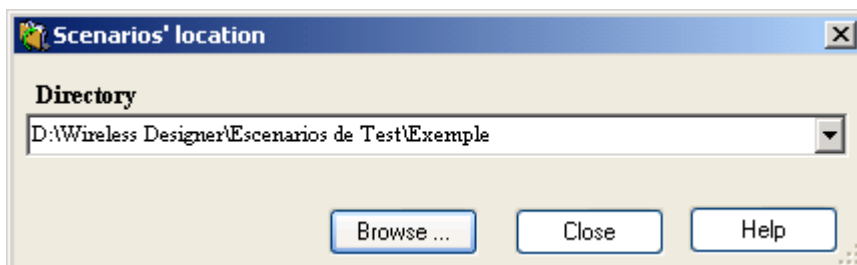 Scenarios' location
Directory
D:\Wireless Designer\Escenarios de Test\Exemple
Browse ... Close Help